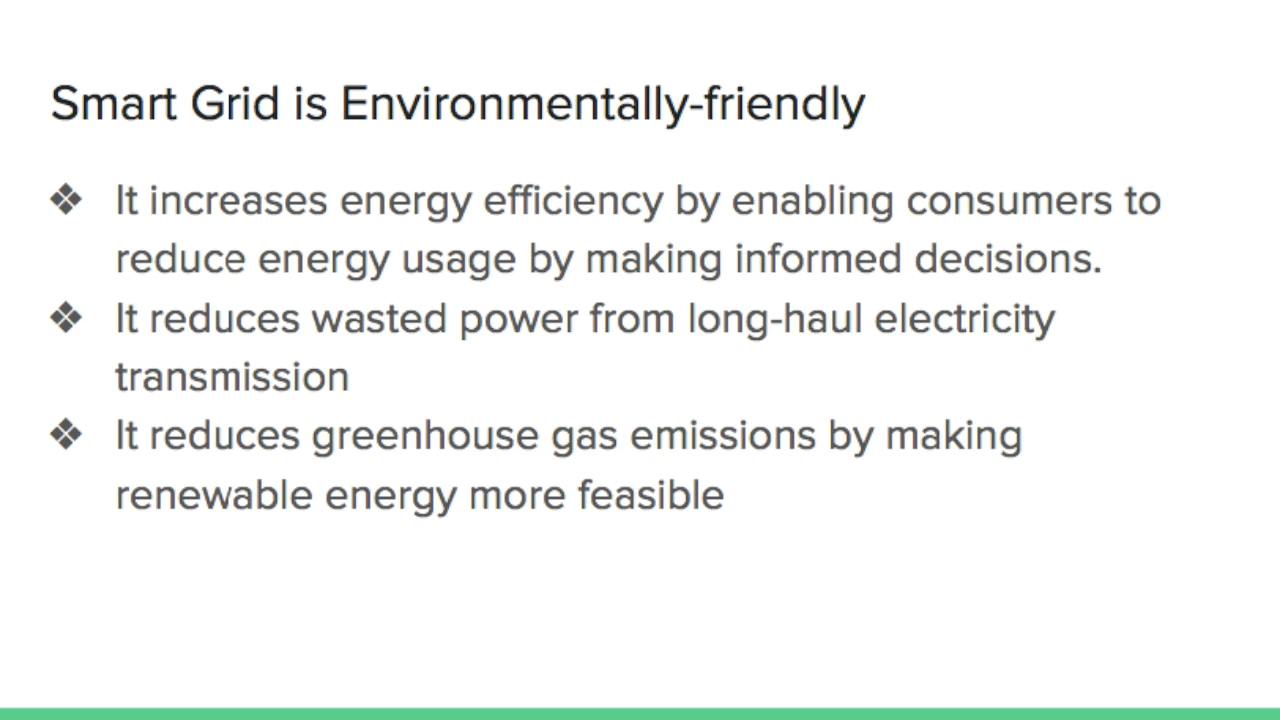 Smart Grid is Environmentally-friendly
❖ It increases energy efficiency by enabling consumers to
reduce energy usage by making informed decisions.
❖ It reduces wasted power from long-haul electricity
transmission
❖ It reduces greenhouse gas emissions by making
renewable energy more feasible